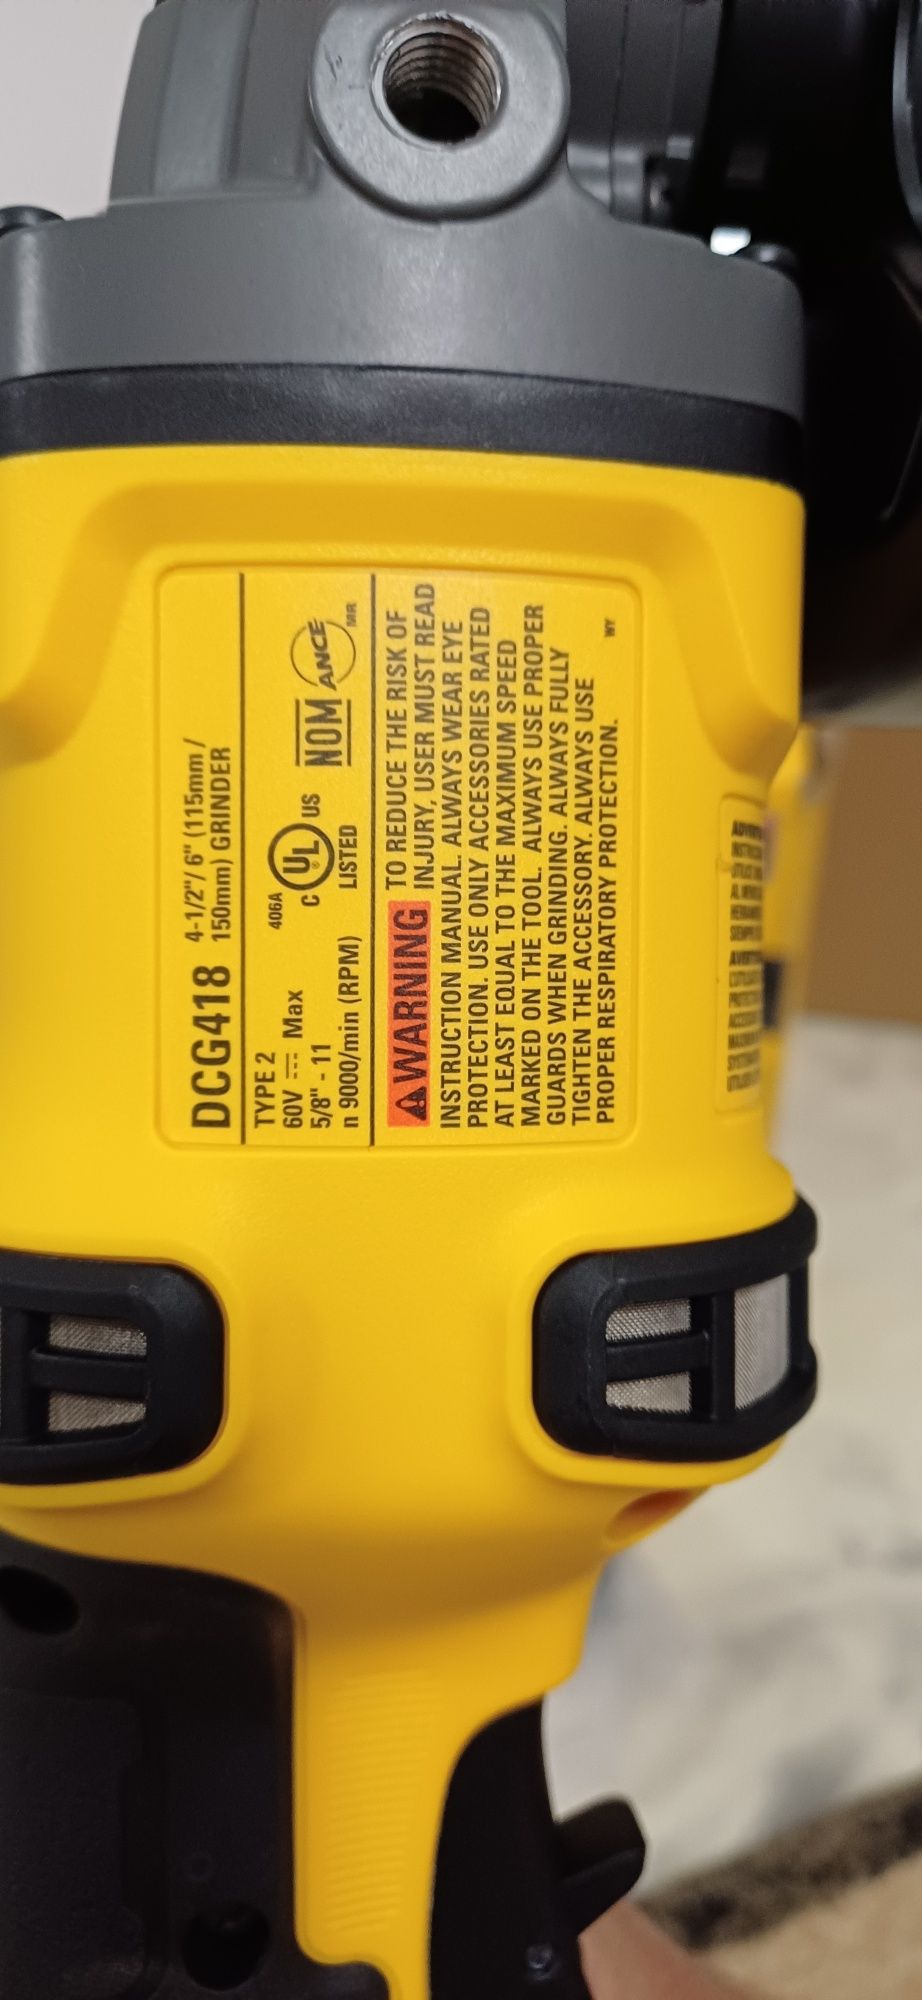 DCG418 4-1/2"/ 6" (115mm /
150mm) GRINDER
TYPE 2
60V Max
5/8" - 11
n 9000/min (RPM)
406A
C UL US
LISTED
NOM
ANCE
MR
WARNING TO REDUCE THE RISK OF
INJURY, USER MUST READ
INSTRUCTION MANUAL. ALWAYS WEAR EYE
PROTECTION. USE ONLY ACCESSORIES RATED
AT LEAST EQUAL TO THE MAXIMUM SPEED
MARKED ON THE TOOL. ALWAYS USE PROPER
GUARDS WHEN GRINDING. ALWAYS FULLY
TIGHTEN THE ACCESSORY. ALWAYS USE
PROPER RESPIRATORY PROTECTION.
WY